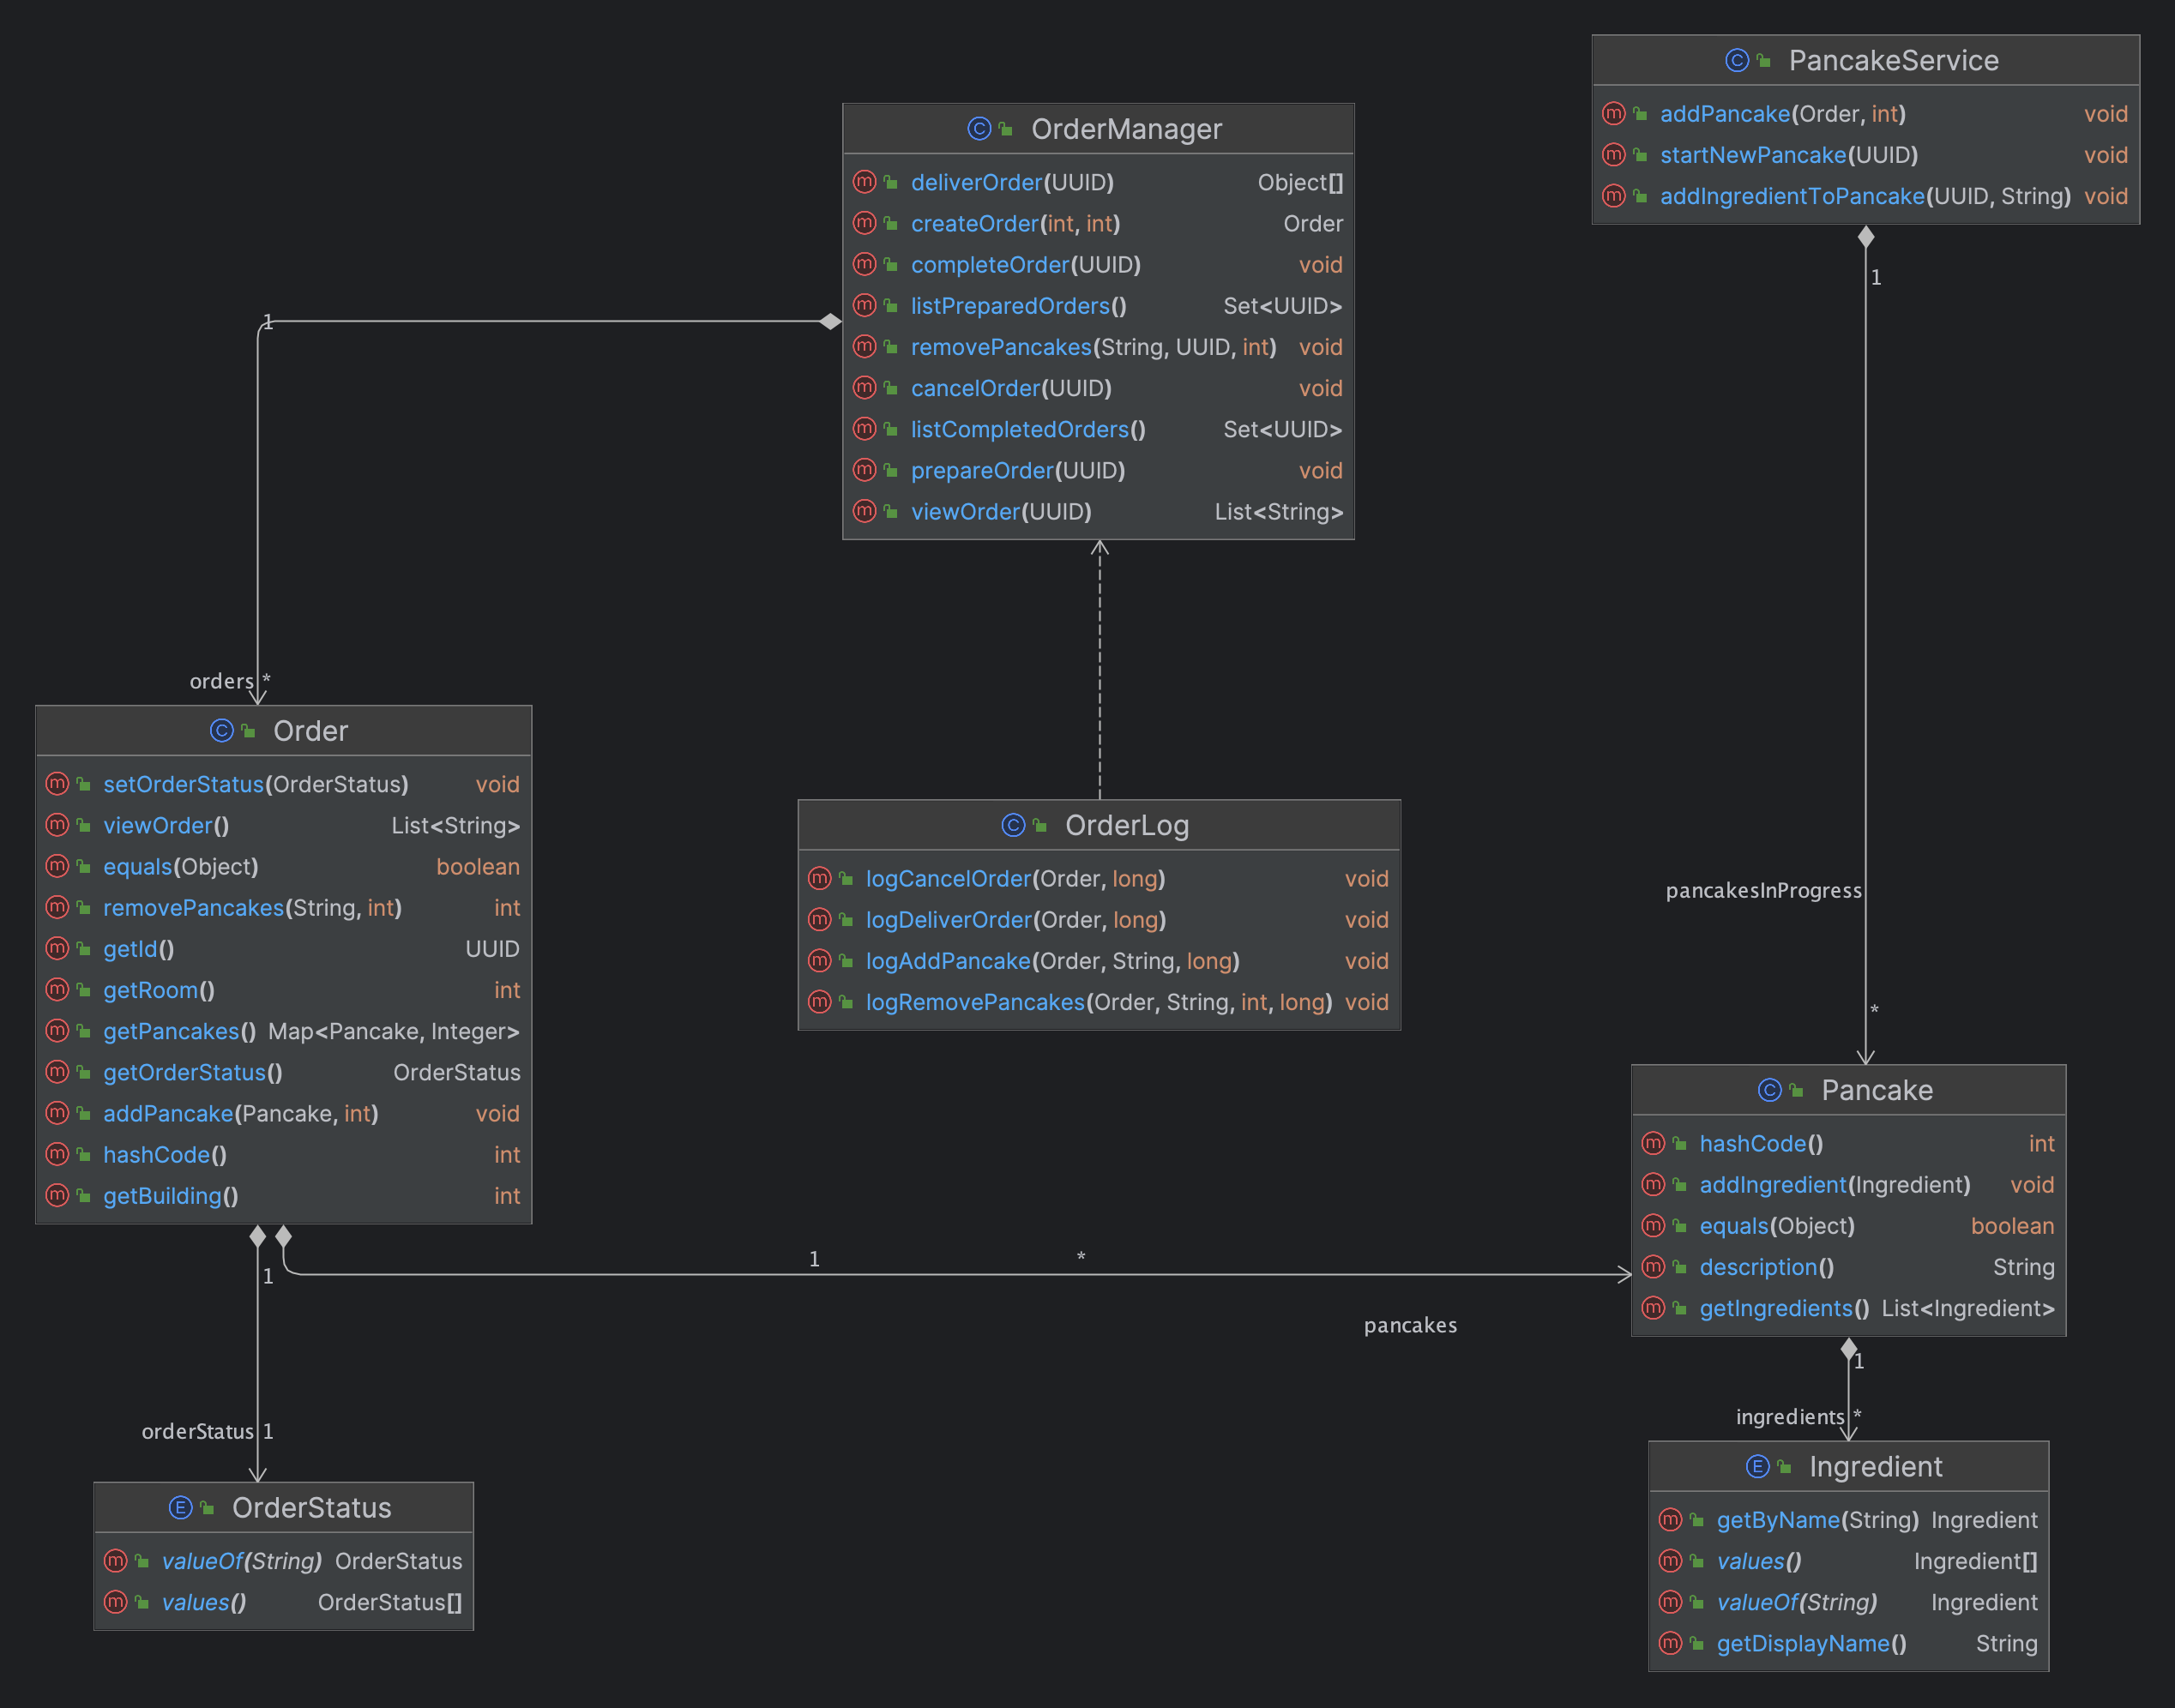 PancakeService
addPancake(Order, int) void
startNewPancake(UUID) void
addIngredientToPancake(UUID, String) void
1
pancakesInProgress
*
OrderManager
deliverOrder(UUID) Object[]
createOrder(int, int) Order
completeOrder(UUID) void
listPreparedOrders() Set<UUID>
removePancakes(String, UUID, int) void
cancelOrder(UUID) void
listCompletedOrders() Set<UUID>
prepareOrder(UUID) void
viewOrder(UUID) List<String>
1
orders *
Order
setOrderStatus(OrderStatus) void
viewOrder() List<String>
equals(Object) boolean
removePancakes(String, int) int
getId() UUID
getRoom() int
getPancakes() Map<Pancake, Integer>
getOrderStatus() OrderStatus
addPancake(Pancake, int) void
hashCode() int
getBuilding() int
OrderLog
logCancelOrder(Order, long) void
logDeliverOrder(Order, long) void
logAddPancake(Order, String, long) void
logRemovePancakes(Order, String, int, long) void
Pancake
hashCode() int
addIngredient(Ingredient) void
equals(Object) boolean
description() String
getIngredients() List<Ingredient>
1 *
pancakes
1
orderStatus 1
OrderStatus
valueOf(String) OrderStatus
values() OrderStatus[]
1
ingredients *
Ingredient
getByName(String) Ingredient
values() Ingredient[]
valueOf(String) Ingredient
getDisplayName() String